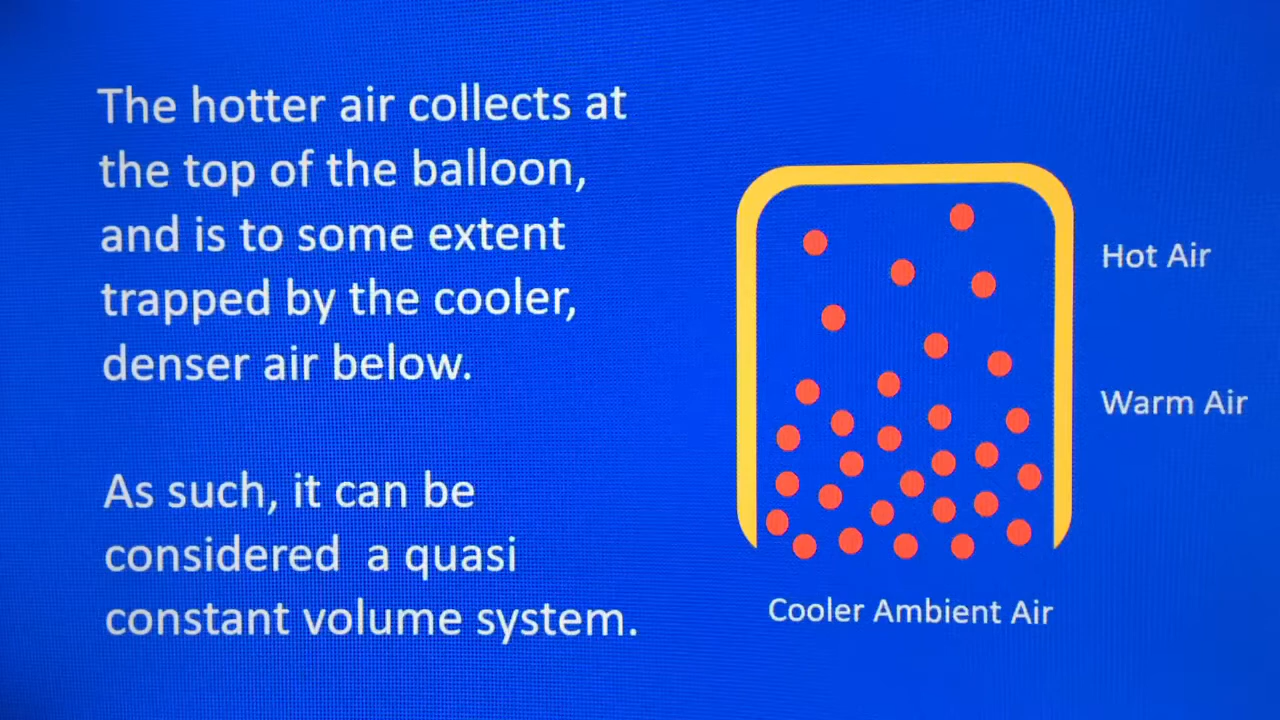 The hotter air collects at
the top of the balloon,
and is to some extent
trapped by the cooler,
denser air below.
As such, it can be
considered  a quasi
constant volume system.
Hot Air
Warm Air
Cooler Ambient Air